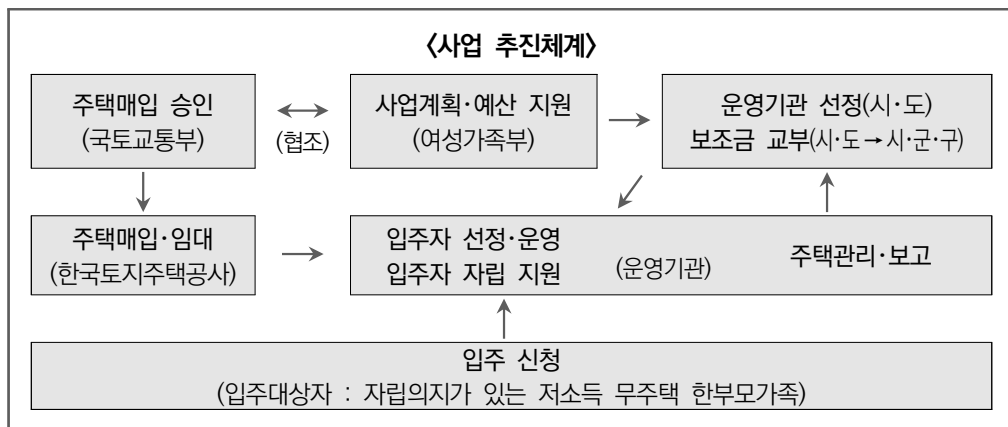 〈사업 추진체계〉
주택매입 승인
(국토교통부)
(협조)
사업계획·예산 지원
(여성가족부)
운영기관 선정(시·도)
보조금 교부(시·도→시·군·구)
주택매입·임대
(한국토지주택공사)
입주자 선정·운영
입주자 자립 지원
(운영기관)
주택관리·보고
입주 신청
(입주대상자 : 자립의지가 있는 저소득 무주택 한부모가족)